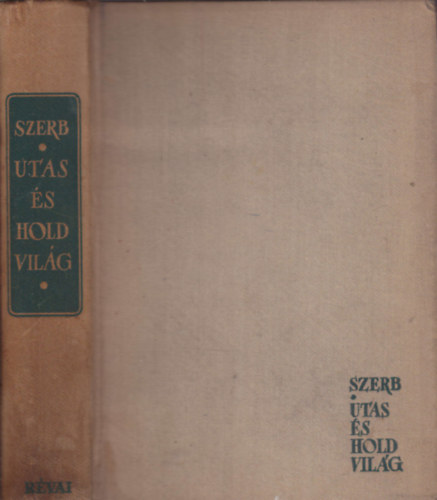 SZERB
UTAS
ÉS
HOLD
VILÁG
RÉVAI
SZERB
UTAS
ÉS
HOLD
VILÁG